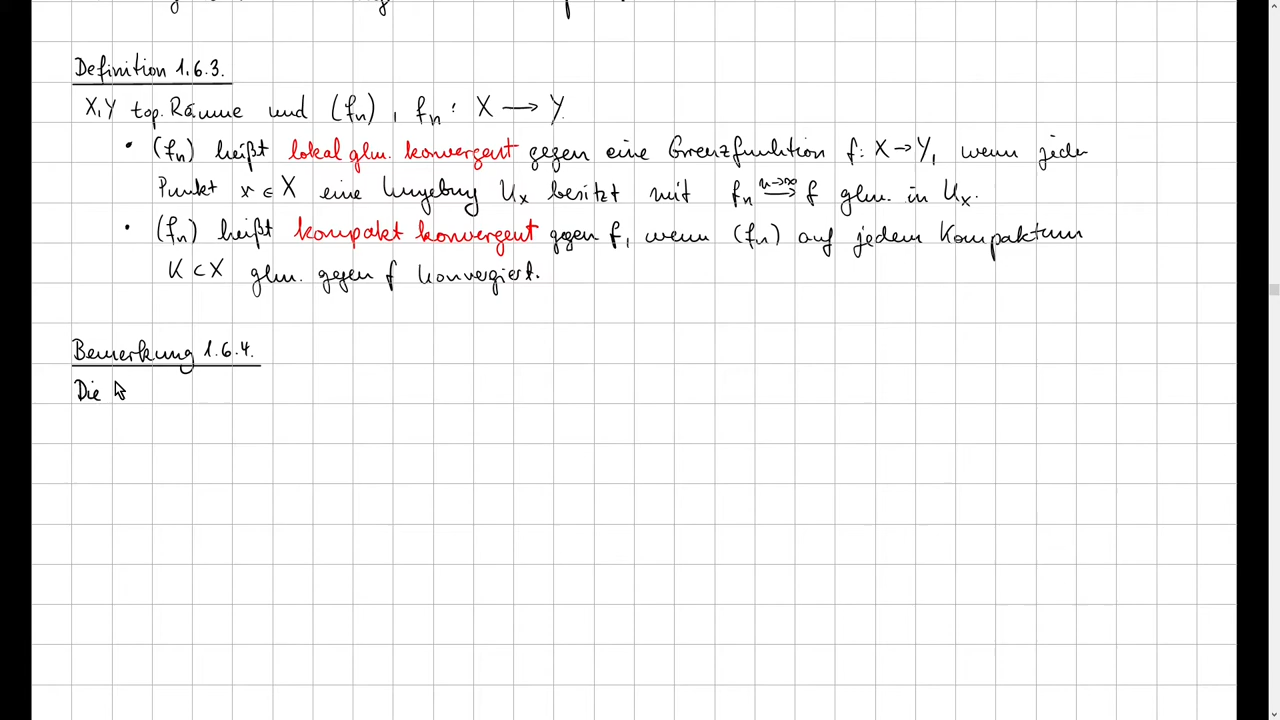 Definition 1.6.3.
X,Y top. Räume und (fn), fn : X → Y.
• (fn) heißt lokal glm. konvergent gegen eine Grenzfunktion f: X→Y, wenn jeder
Punkt x ∈ X eine Umgebung Ux besitzt mit fn n→∞⟶ f glm. in Ux.
• (fn) heißt kompakt konvergent gegen f, wenn (fn) auf jedem Kompaktum
K ⊂ X glm. gegen f konvergiert.
Bemerkung 1.6.4.
Die